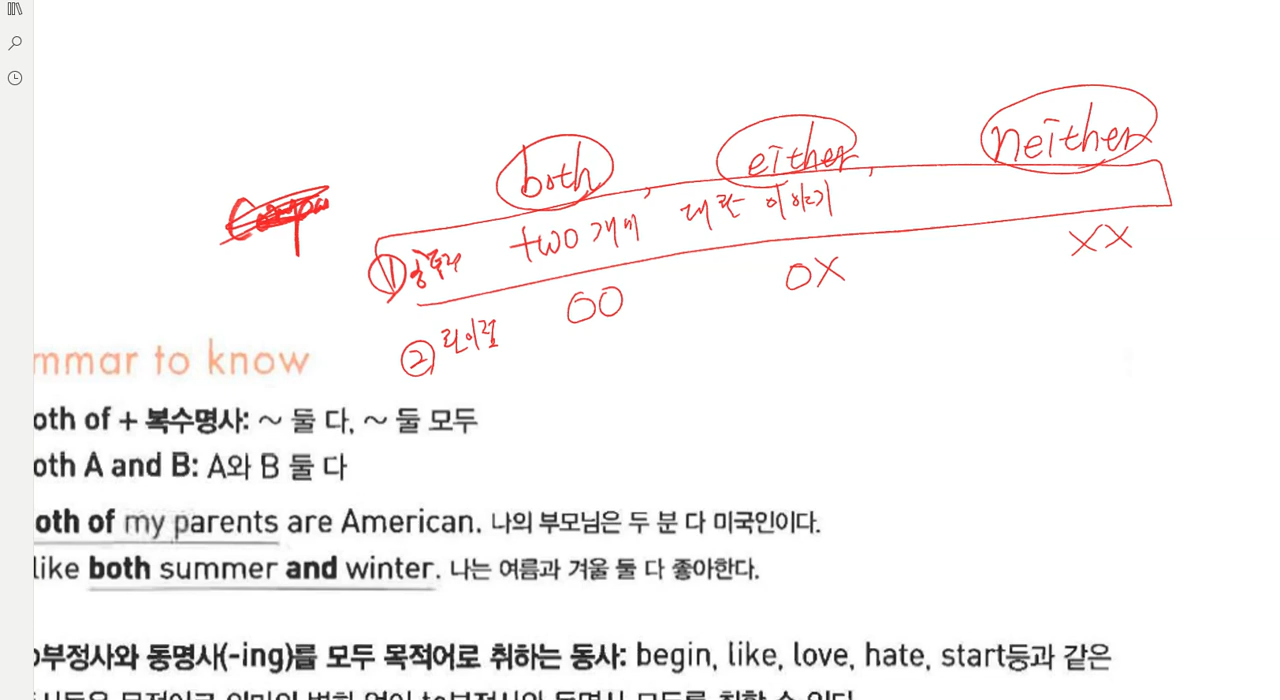 both, either, neither
① 공통점 two 개에 대한 이야기
OO OX XX
② 차이점
mmar to know
oth of + 복수명사: ~ 둘 다, ~ 둘 모두
oth A and B: A와 B 둘 다
oth of my parents are American. 나의 부모님은 두 분 다 미국인이다.
like both summer and winter. 나는 여름과 겨울 둘 다 좋아한다.
부정사와 동명사(-ing)를 모두 목적어로 취하는 동사: begin, like, love, hate, start등과 같은